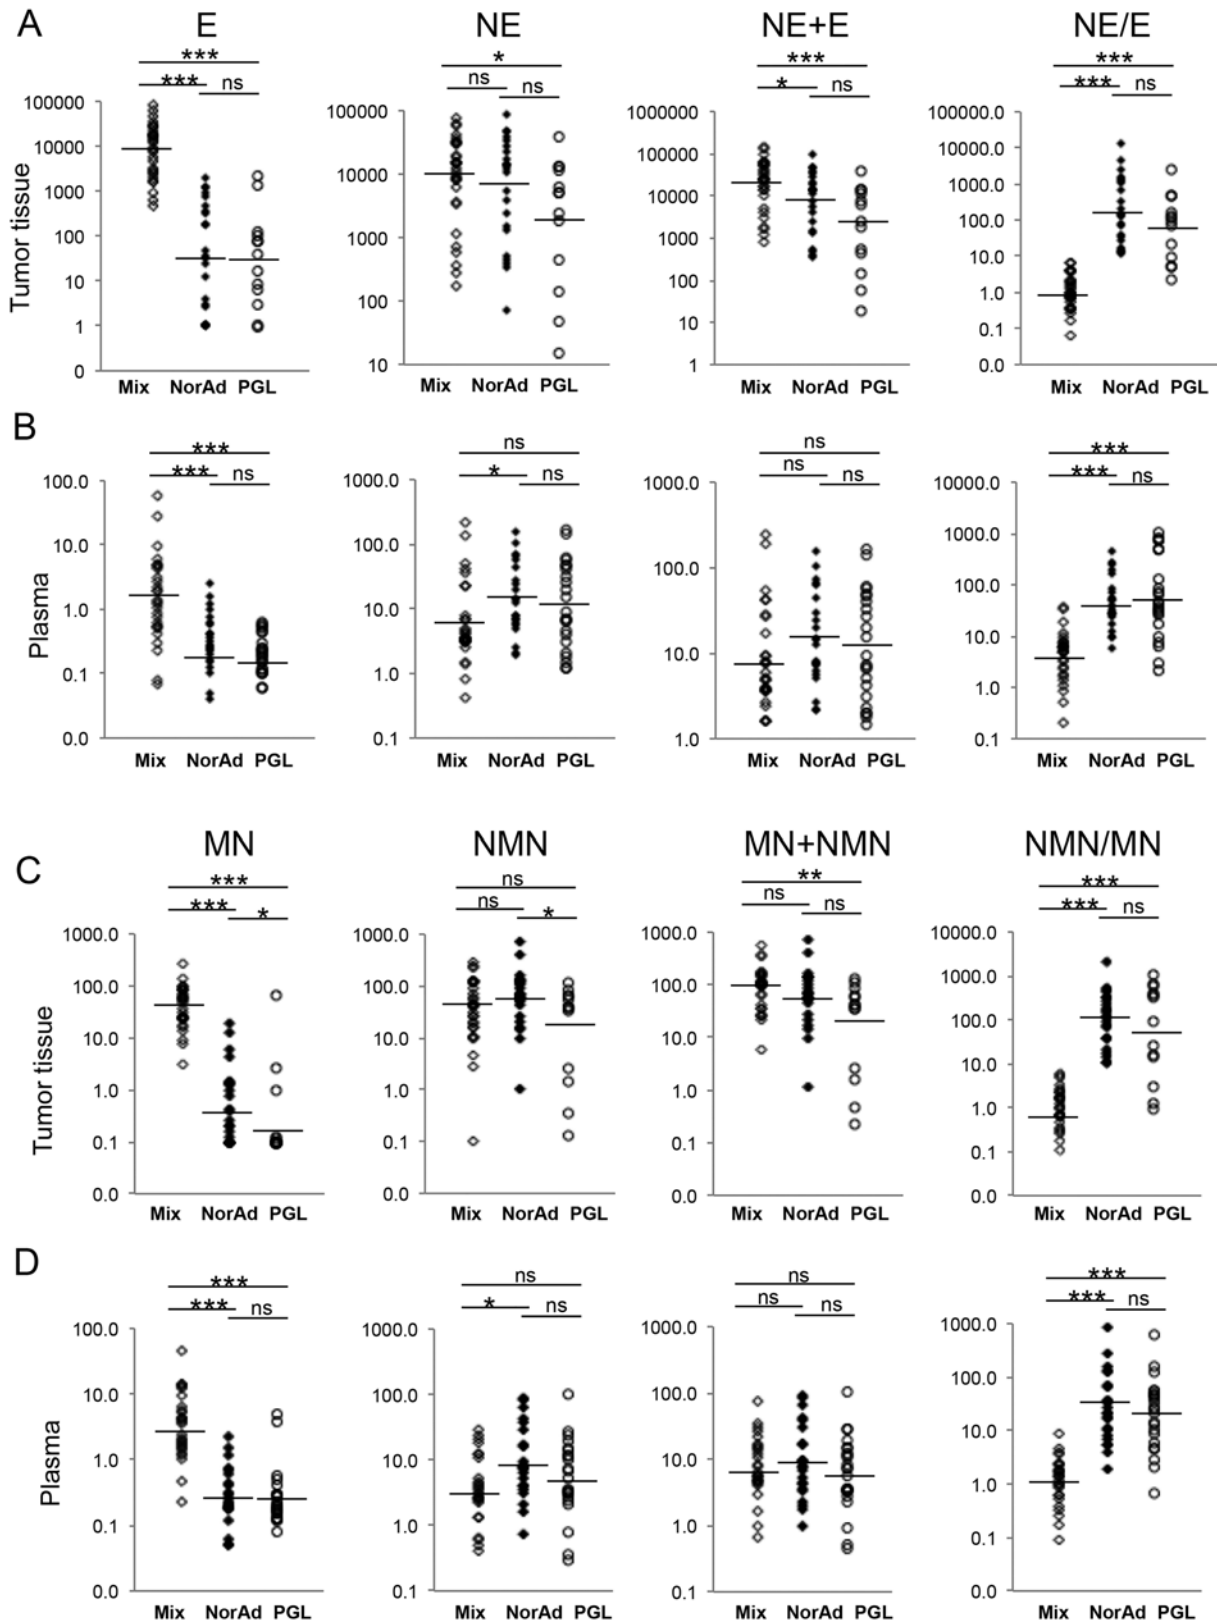 A
E NE NE+E NE/E
*** * *** ***
*** ns ns ns * ns *** ns
Tumor tissue
100000 100000 1000000 100000.0
10000 10000 100000 10000.0
1000 1000 10000 1000.0
100 100 1000 100.0
10 10 100 10.0
1 10 1.0
0 1 0.1
0.0
Mix NorAd PGL Mix NorAd PGL Mix NorAd PGL Mix NorAd PGL
B
*** ns ns ***
*** ns * ns ns ns *** ns
Plasma
100.0 1000.0 1000.0 10000.0
10.0 100.0 100.0 1000.0
1.0 10.0 10.0 100.0
0.1 1.0 1.0 10.0
0.0 0.1 1.0
0.1
Mix NorAd PGL Mix NorAd PGL Mix NorAd PGL Mix NorAd PGL
C
MN NMN MN+NMN NMN/MN
*** ns ** ***
*** * ns * ns ns *** ns
Tumor tissue
1000.0 1000.0 1000.0 10000.0
100.0 100.0 100.0 1000.0
10.0 10.0 10.0 100.0
1.0 1.0 1.0 10.0
0.1 0.1 0.1 1.0
0.0 0.0 0.0 0.1
0.0
Mix NorAd PGL Mix NorAd PGL Mix NorAd PGL Mix NorAd PGL
D
*** ns ns ***
*** ns * ns ns ns *** ns
Plasma
100.0 1000.0 1000.0 1000.0
10.0 100.0 100.0 100.0
1.0 10.0 10.0 10.0
0.1 1.0 1.0 1.0
0.0 0.1 0.1 0.1
0.0
Mix NorAd PGL Mix NorAd PGL Mix NorAd PGL Mix NorAd PGL